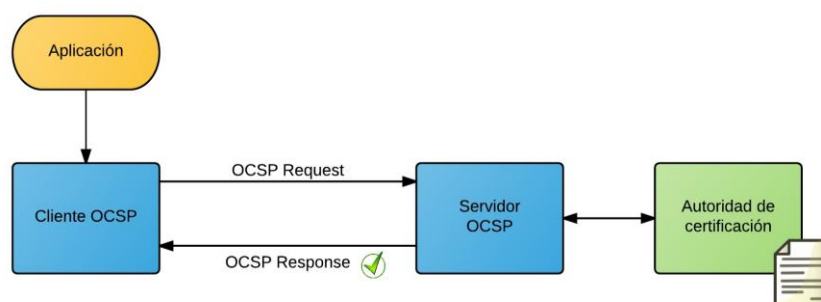 Aplicación
OCSP Request
Cliente OCSP
Servidor
OCSP
Autoridad de
certificación
OCSP Response